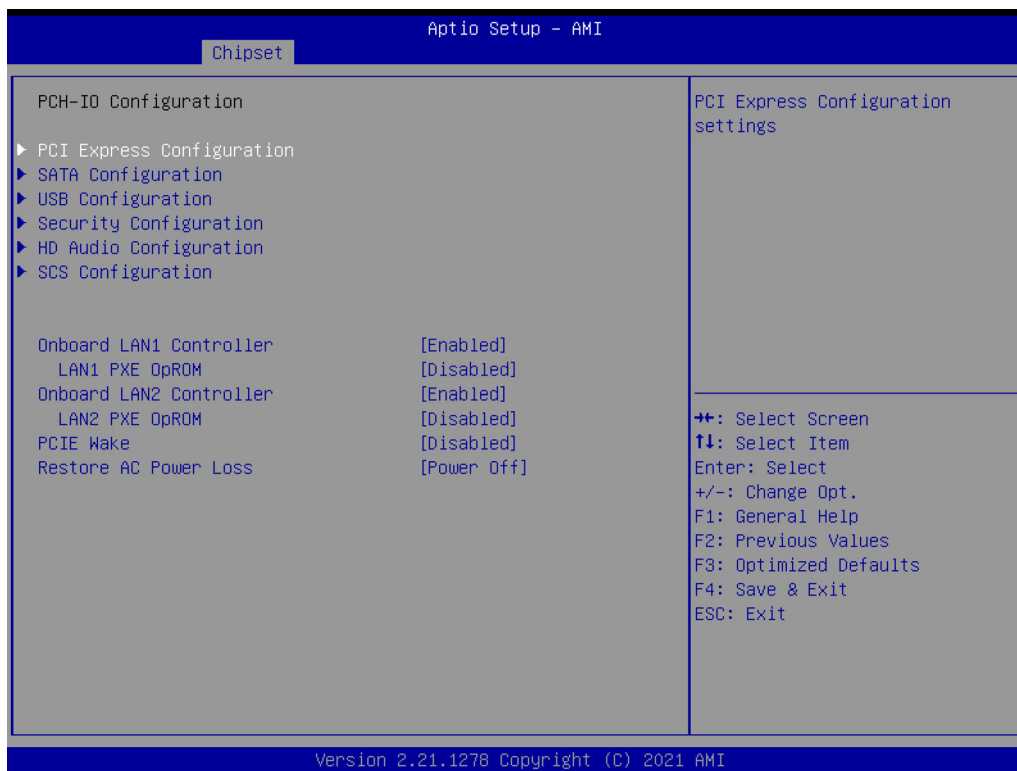 Aptio Setup – AMI
Chipset
PCH-IO Configuration
PCI Express Configuration
SATA Configuration
USB Configuration
Security Configuration
HD Audio Configuration
SCS Configuration
Onboard LAN1 Controller [Enabled]
LAN1 PXE OpROM [Disabled]
Onboard LAN2 Controller [Enabled]
LAN2 PXE OpROM [Disabled]
PCIE Wake [Disabled]
Restore AC Power Loss [Power Off]
PCI Express Configuration
settings
→←: Select Screen
↑↓: Select Item
Enter: Select
+/-: Change Opt.
F1: General Help
F2: Previous Values
F3: Optimized Defaults
F4: Save & Exit
ESC: Exit
Version 2.21.1278 Copyright (C) 2021 AMI